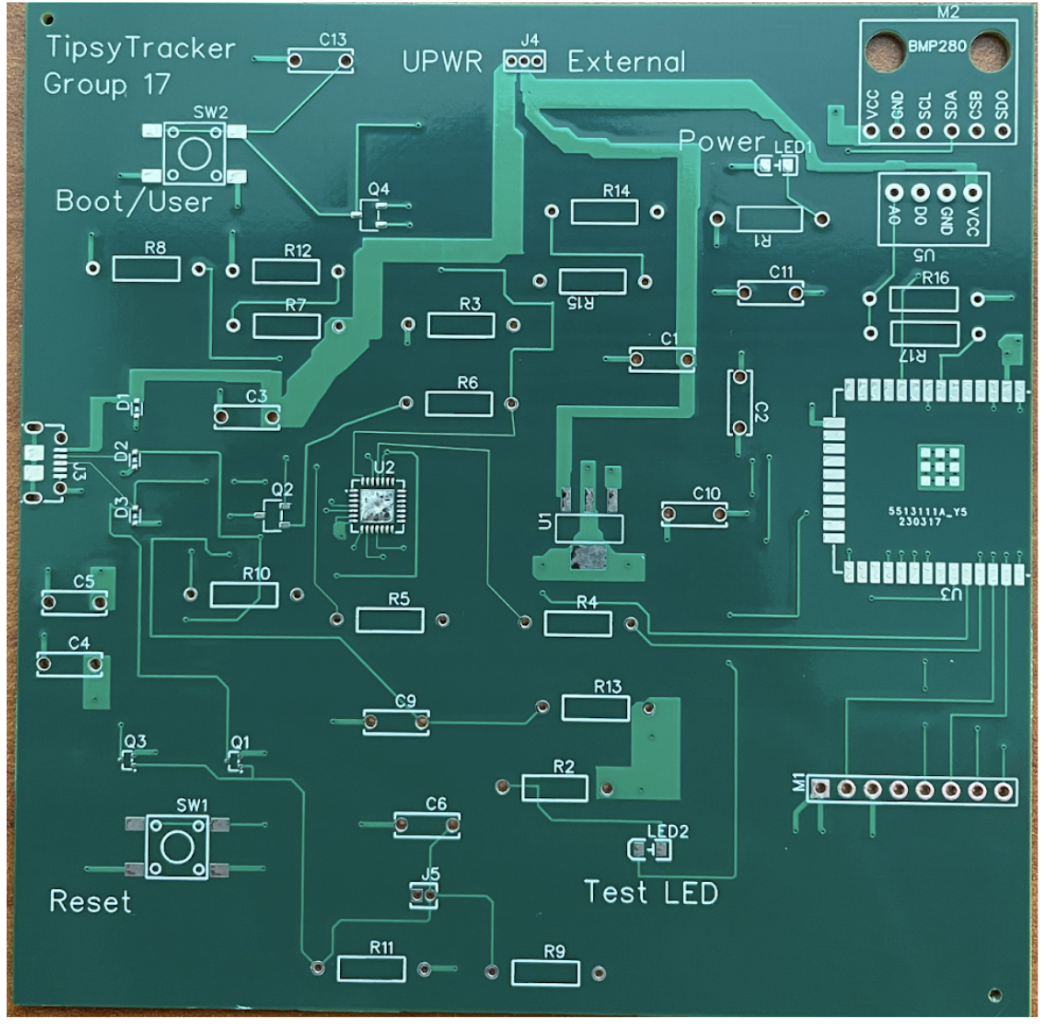 TipsyTracker
Group 17
C13
UPWR
J4
External
M2
BMP280
VCC
GND
SCL
SDA
CSB
SDO
SW2
Boot/User
Q4
Power
LED1
R14
R1
A0
D0
GND
VCC
U5
R8
R12
R15
C11
R16
R7
R3
R17
C1
D1
C3
R6
C2
J3
D2
U2
D3
Q2
U1
C10
5513111A_Y5
230317
C5
R10
U3
R5
R4
C4
C9
R13
Q3
Q1
R2
M1
SW1
C6
LED2
Reset
J5
Test LED
R11
R9